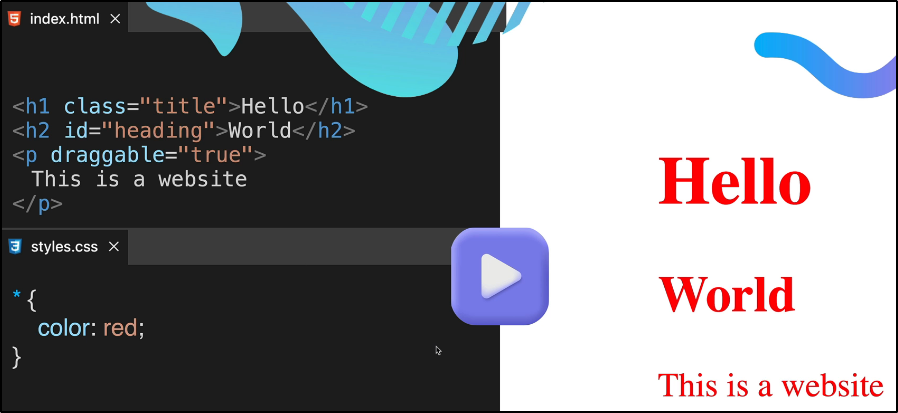 index.html ×
<h1 class="title">Hello</h1>
<h2 id="heading">World</h2>
<p draggable="true">
This is a website
</p>
styles.css ×
* {
color: red;
}
Hello
World
This is a website